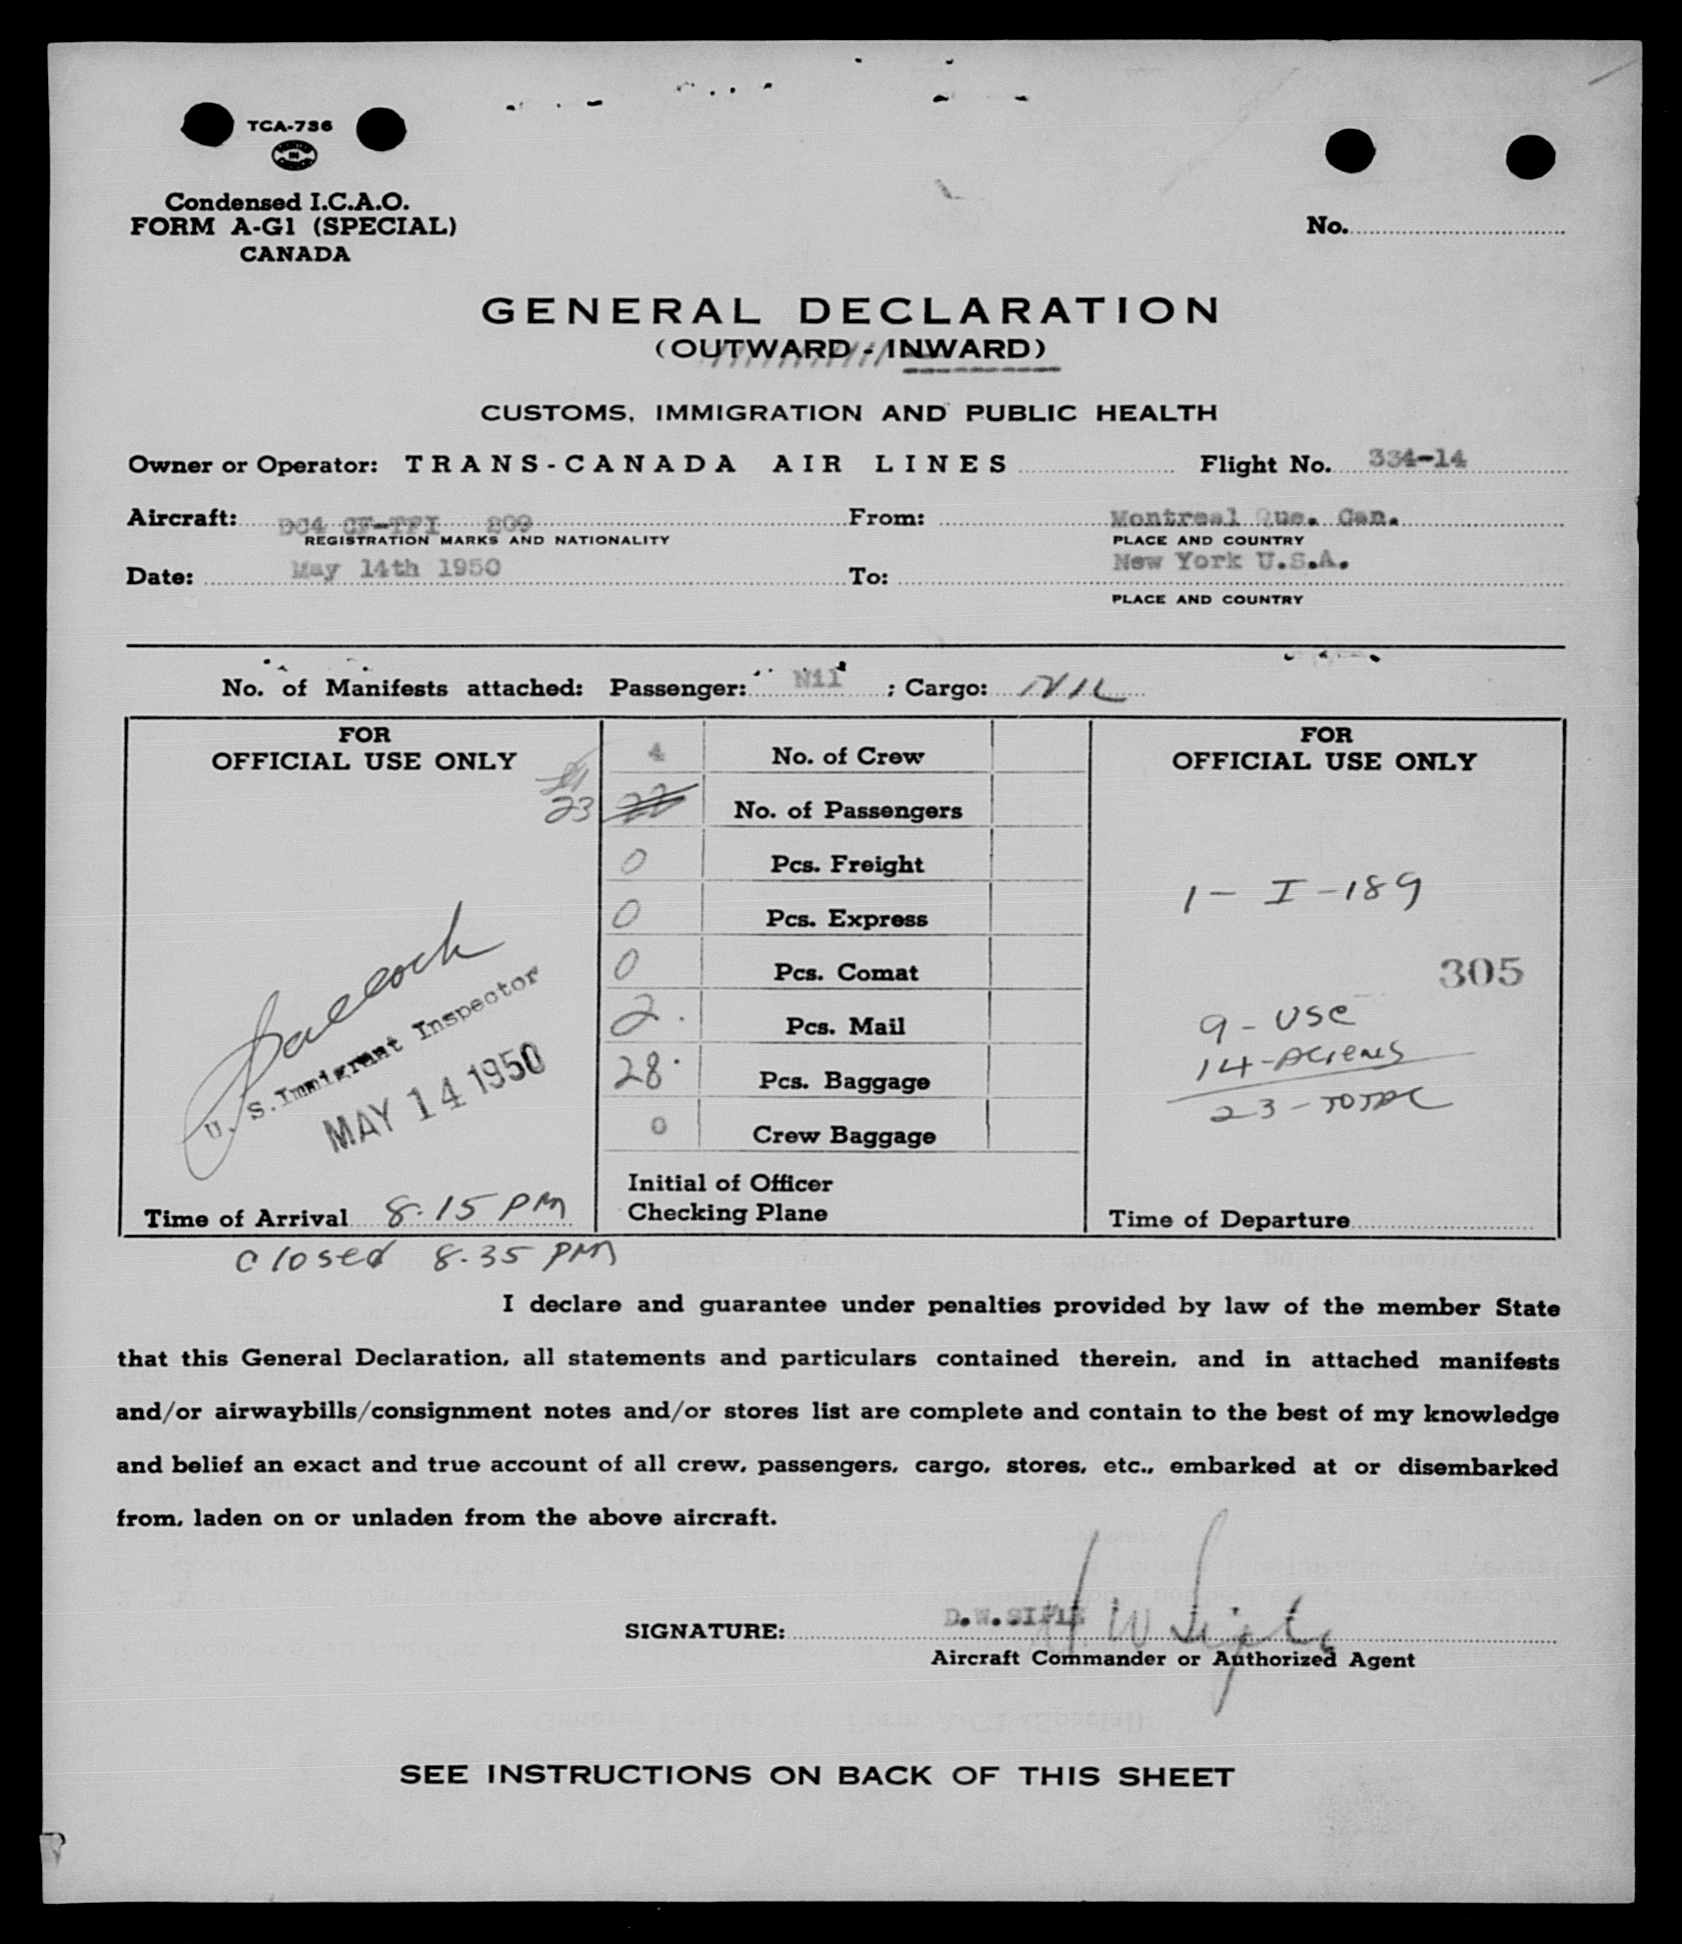 TCA-736
Condensed I.C.A.O.
FORM A-G1 (SPECIAL)
CANADA
No.
GENERAL DECLARATION
(OUTWARD - INWARD)
CUSTOMS, IMMIGRATION AND PUBLIC HEALTH
Owner or Operator: TRANS-CANADA AIR LINES Flight No. 334-14
Aircraft: DC4 CF-TFI 209 From: Montreal Que. Can.
REGISTRATION MARKS AND NATIONALITY PLACE AND COUNTRY
Date: May 14th 1950 To: New York U.S.A.
PLACE AND COUNTRY
No. of Manifests attached: Passenger: Nil ; Cargo: NIL
FOR
OFFICIAL USE ONLY
4 No. of Crew
23 22 No. of Passengers
0 Pcs. Freight
0 Pcs. Express
0 Pcs. Comat
2 Pcs. Mail
28 Pcs. Baggage
0 Crew Baggage
Initial of Officer
Checking Plane
U. S. Immigrant Inspector
MAY 14 1950
Time of Arrival 8.15 PM
closed 8.35 PM
FOR
OFFICIAL USE ONLY
1 - I - 189
305
9 - USC
14 - ALIENS
23 - TOTAL
Time of Departure
I declare and guarantee under penalties provided by law of the member State
that this General Declaration, all statements and particulars contained therein, and in attached manifests
and/or airwaybills/consignment notes and/or stores list are complete and contain to the best of my knowledge
and belief an exact and true account of all crew, passengers, cargo, stores, etc., embarked at or disembarked
from, laden on or unladen from the above aircraft.
SIGNATURE: D.W.SIFLE
Aircraft Commander or Authorized Agent
SEE INSTRUCTIONS ON BACK OF THIS SHEET